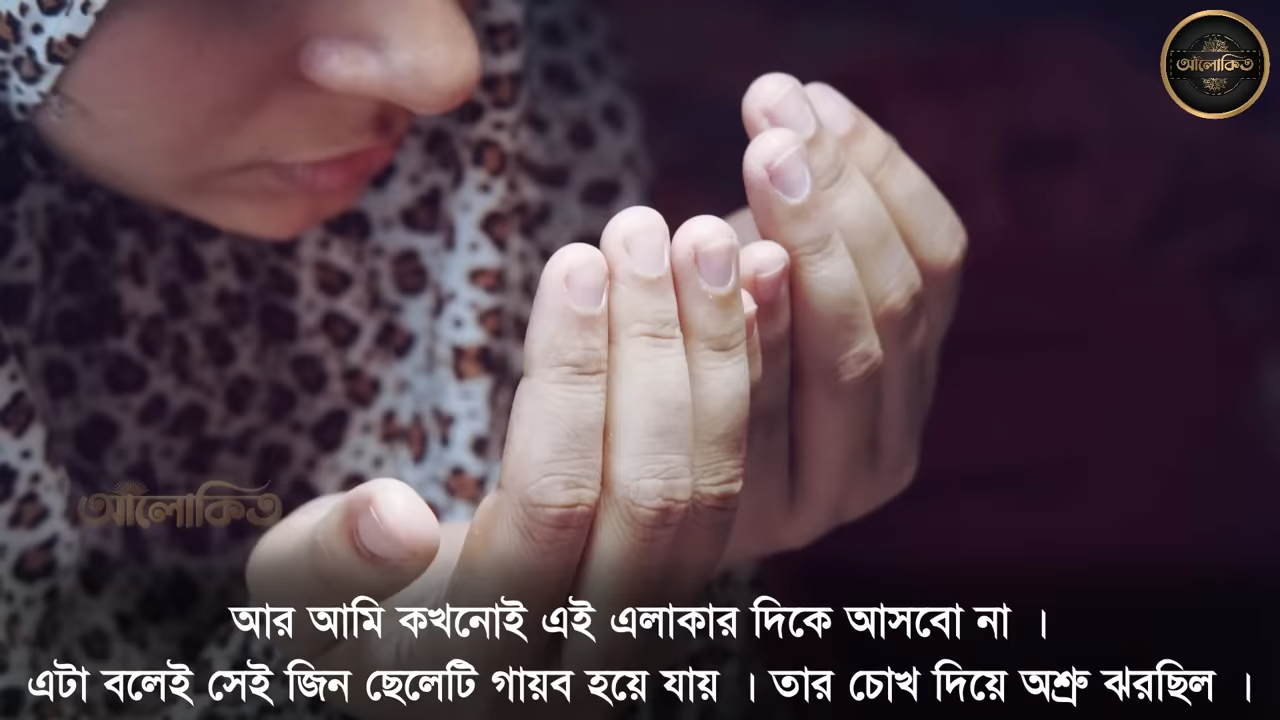 আলোকিত
আলোকিত
আর আমি কখনোই এই এলাকার দিকে আসবো না ।
এটা বলেই সেই জিন ছেলেটি গায়ব হয়ে যায় । তার চোখ দিয়ে অশ্রু ঝরছিল ।